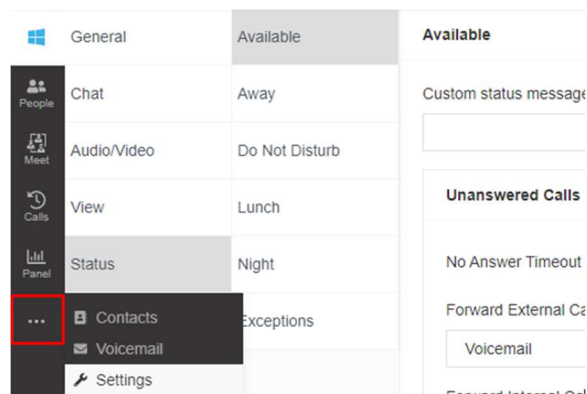 General
Available
Available
People
Chat
Away
Custom status message
Meet
Audio/Video
Do Not Disturb
Calls
View
Lunch
Unanswered Calls
Panel
Status
Night
No Answer Timeout
Contacts
Exceptions
Forward External
Voicemail
Voicemail
Settings